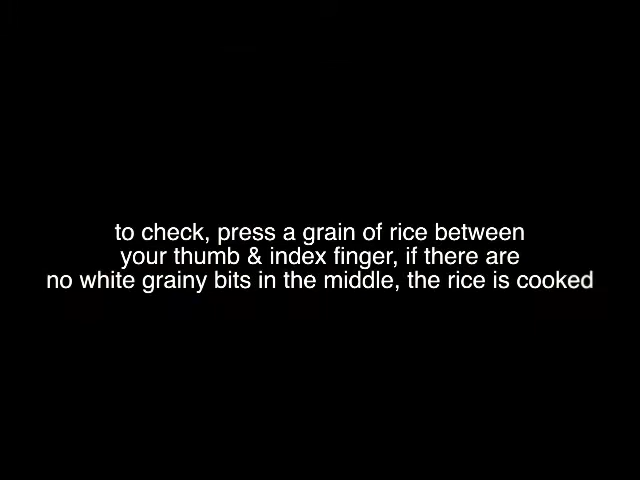 to check, press a grain of rice between
your thumb & index finger, if there are
no white grainy bits in the middle, the rice is cooked